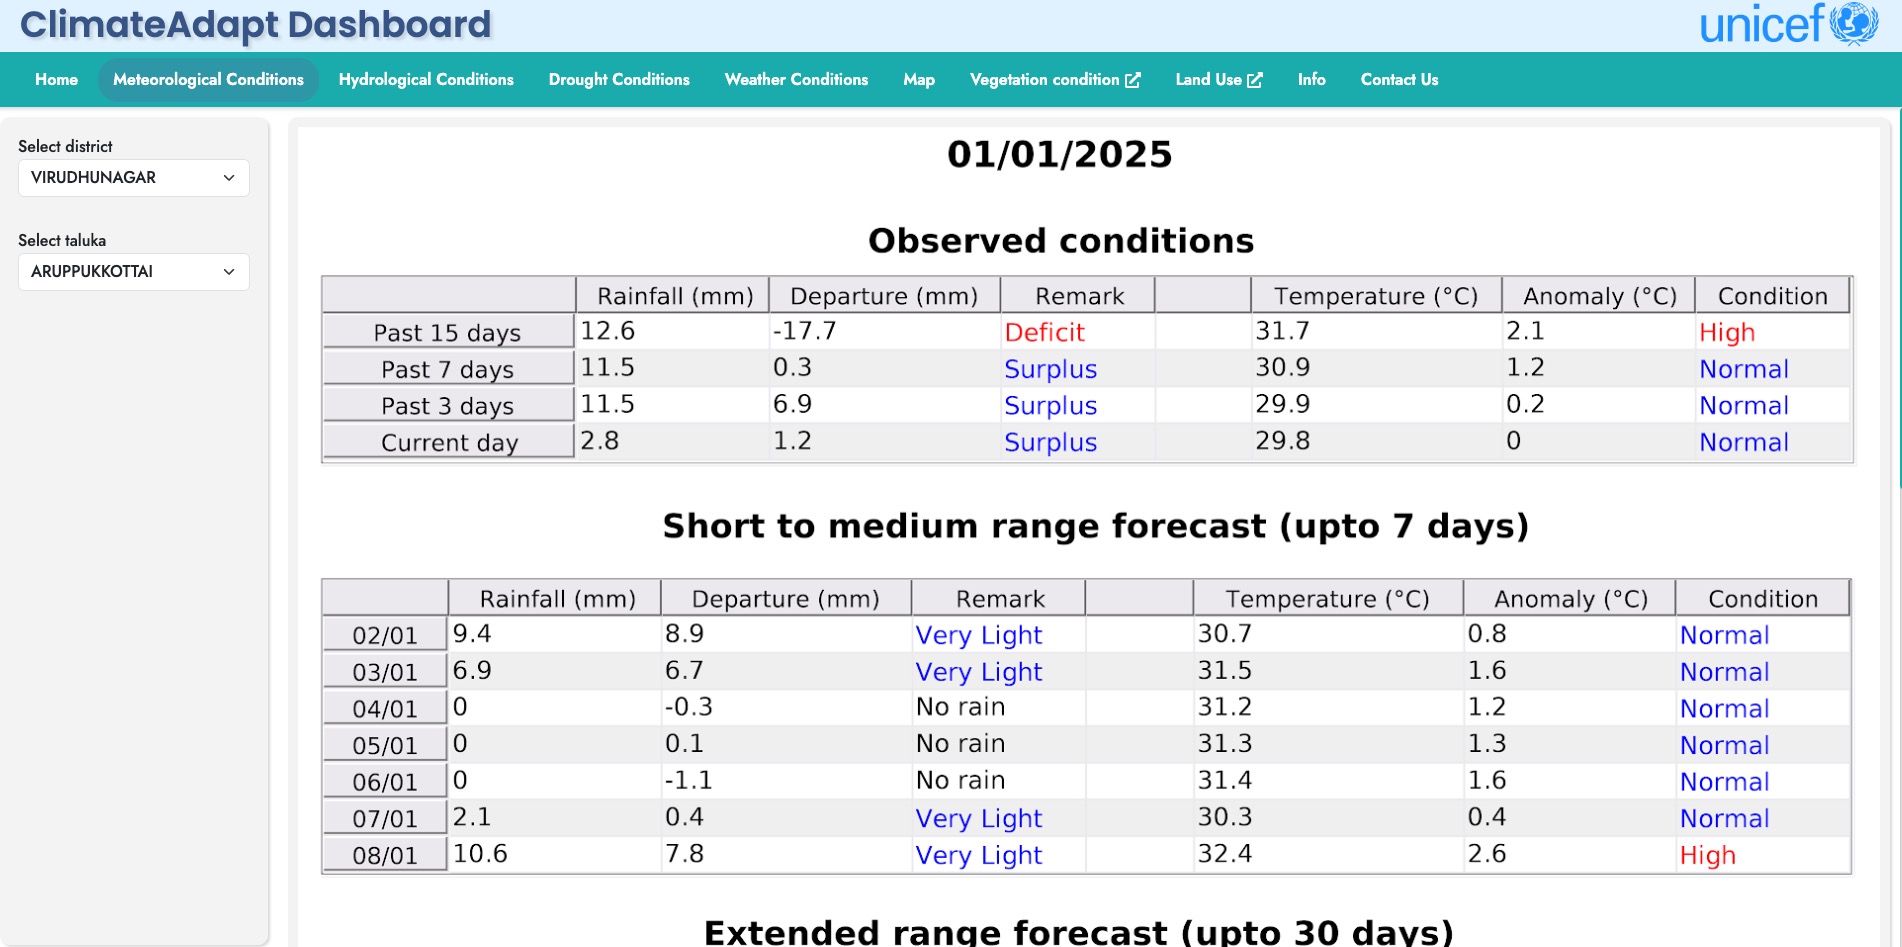 ClimateAdapt Dashboard
unicef
Home Meteorological Conditions Hydrological Conditions Drought Conditions Weather Conditions Map Vegetation condition Land Use Info Contact Us
Select district
VIRUDHUNAGAR
Select taluka
ARUPPUKKOTTAI
01/01/2025
Observed conditions
Rainfall (mm) Departure (mm) Remark Temperature (°C) Anomaly (°C) Condition
Past 15 days 12.6 -17.7 Deficit 31.7 2.1 High
Past 7 days 11.5 0.3 Surplus 30.9 1.2 Normal
Past 3 days 11.5 6.9 Surplus 29.9 0.2 Normal
Current day 2.8 1.2 Surplus 29.8 0 Normal
Short to medium range forecast (upto 7 days)
Rainfall (mm) Departure (mm) Remark Temperature (°C) Anomaly (°C) Condition
02/01 9.4 8.9 Very Light 30.7 0.8 Normal
03/01 6.9 6.7 Very Light 31.5 1.6 Normal
04/01 0 -0.3 No rain 31.2 1.2 Normal
05/01 0 0.1 No rain 31.3 1.3 Normal
06/01 0 -1.1 No rain 31.4 1.6 Normal
07/01 2.1 0.4 Very Light 30.3 0.4 Normal
08/01 10.6 7.8 Very Light 32.4 2.6 High
Extended range forecast (upto 30 days)